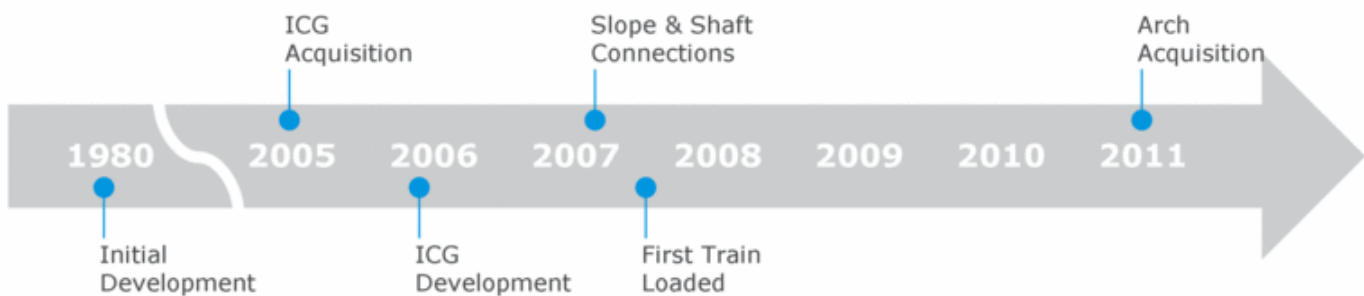 ICG
Acquisition
Slope & Shaft
Connections
Arch
Acquisition
1980 2005 2006 2007 2008 2009 2010 2011
Initial
Development
ICG
Development
First Train
Loaded